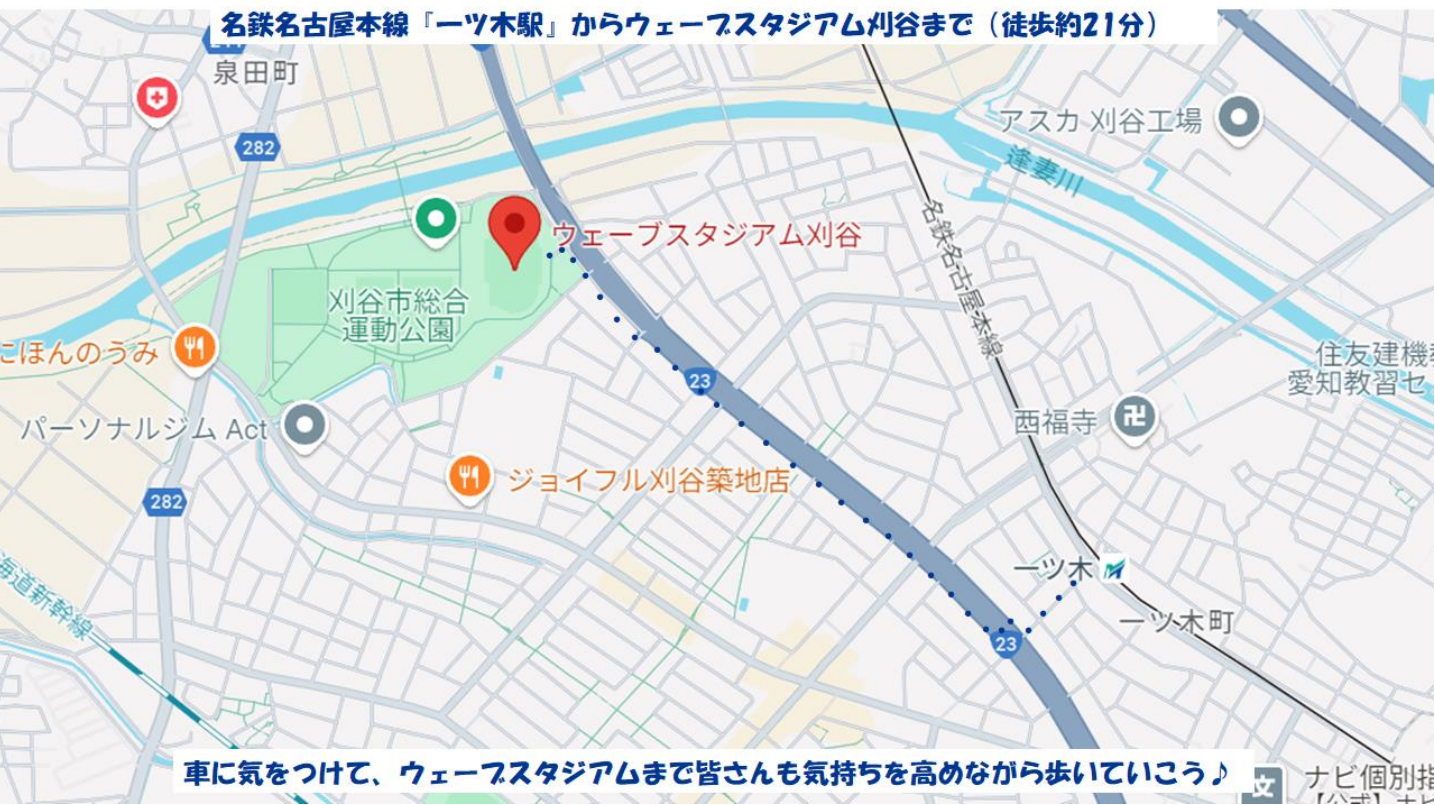 名鉄名古屋本線『一ツ木駅』からウェーブスタジアム刈谷まで（徒歩約21分）
泉田町
282
アスカ 刈谷工場
逢妻川
名鉄名古屋本線
ウェーブスタジアム刈谷
刈谷市総合
運動公園
にほんのうみ
23
住友建機
愛知教習セ
西福寺
パーソナルジム Act
ジョイフル刈谷築地店
282
海道新幹線
一ツ木
一ツ木町
23
車に気をつけて、ウェーブスタジアムまで皆さんも気持ちを高めながら歩いていこう♪
文
ナビ個別指